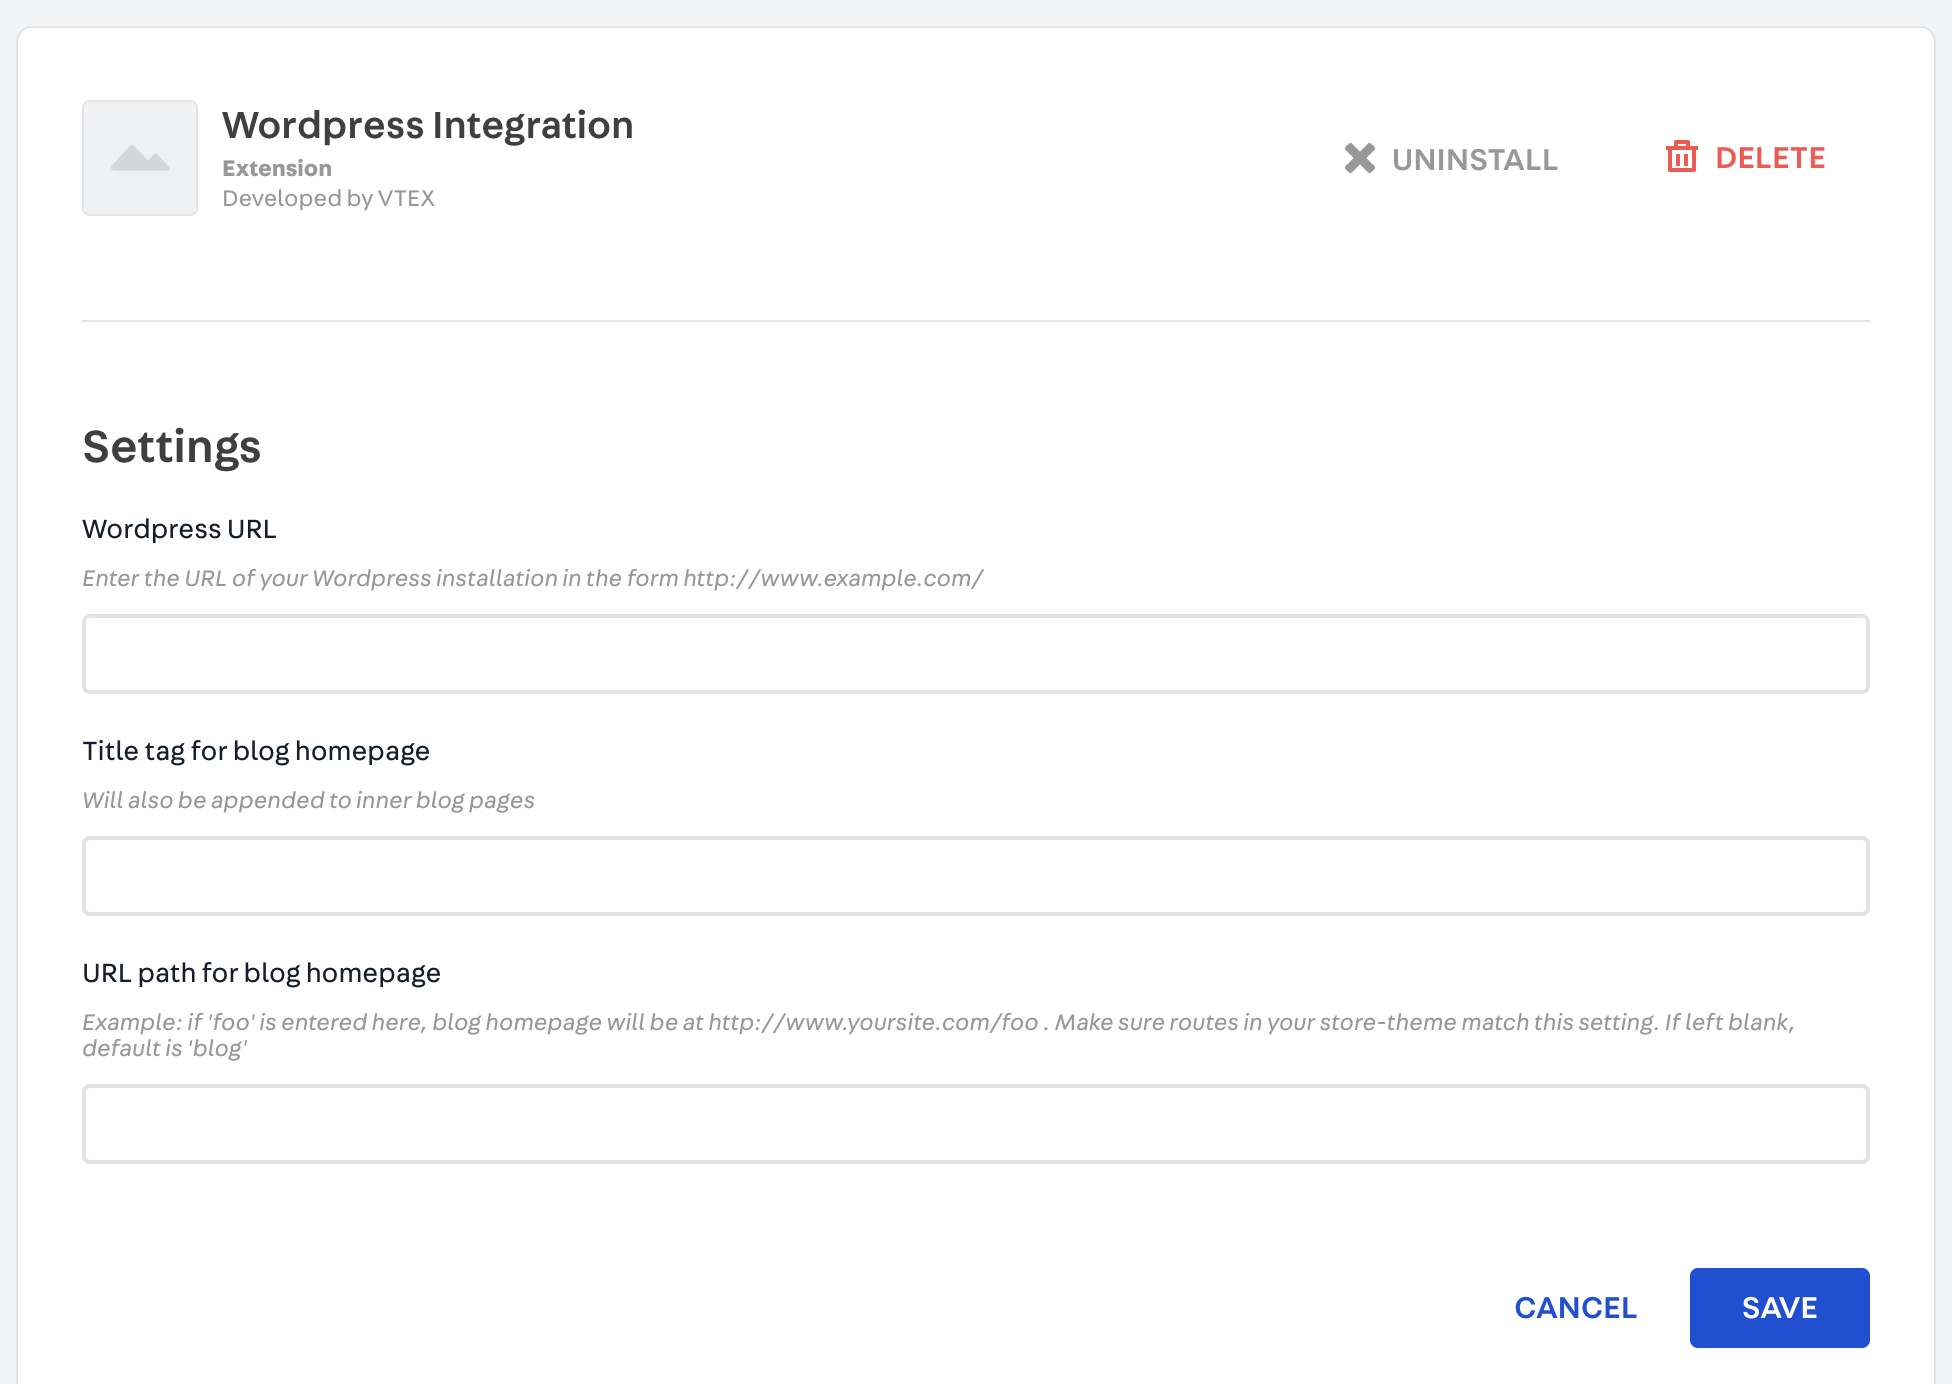 Wordpress Integration
Extension
Developed by VTEX
UNINSTALL
DELETE
Settings
Wordpress URL
Enter the URL of your Wordpress installation in the form http://www.example.com/
Title tag for blog homepage
Will also be appended to inner blog pages
URL path for blog homepage
Example: if 'foo' is entered here, blog homepage will be at http://www.yoursite.com/foo . Make sure routes in your store-theme match this setting. If left blank,
default is 'blog'
CANCEL
SAVE